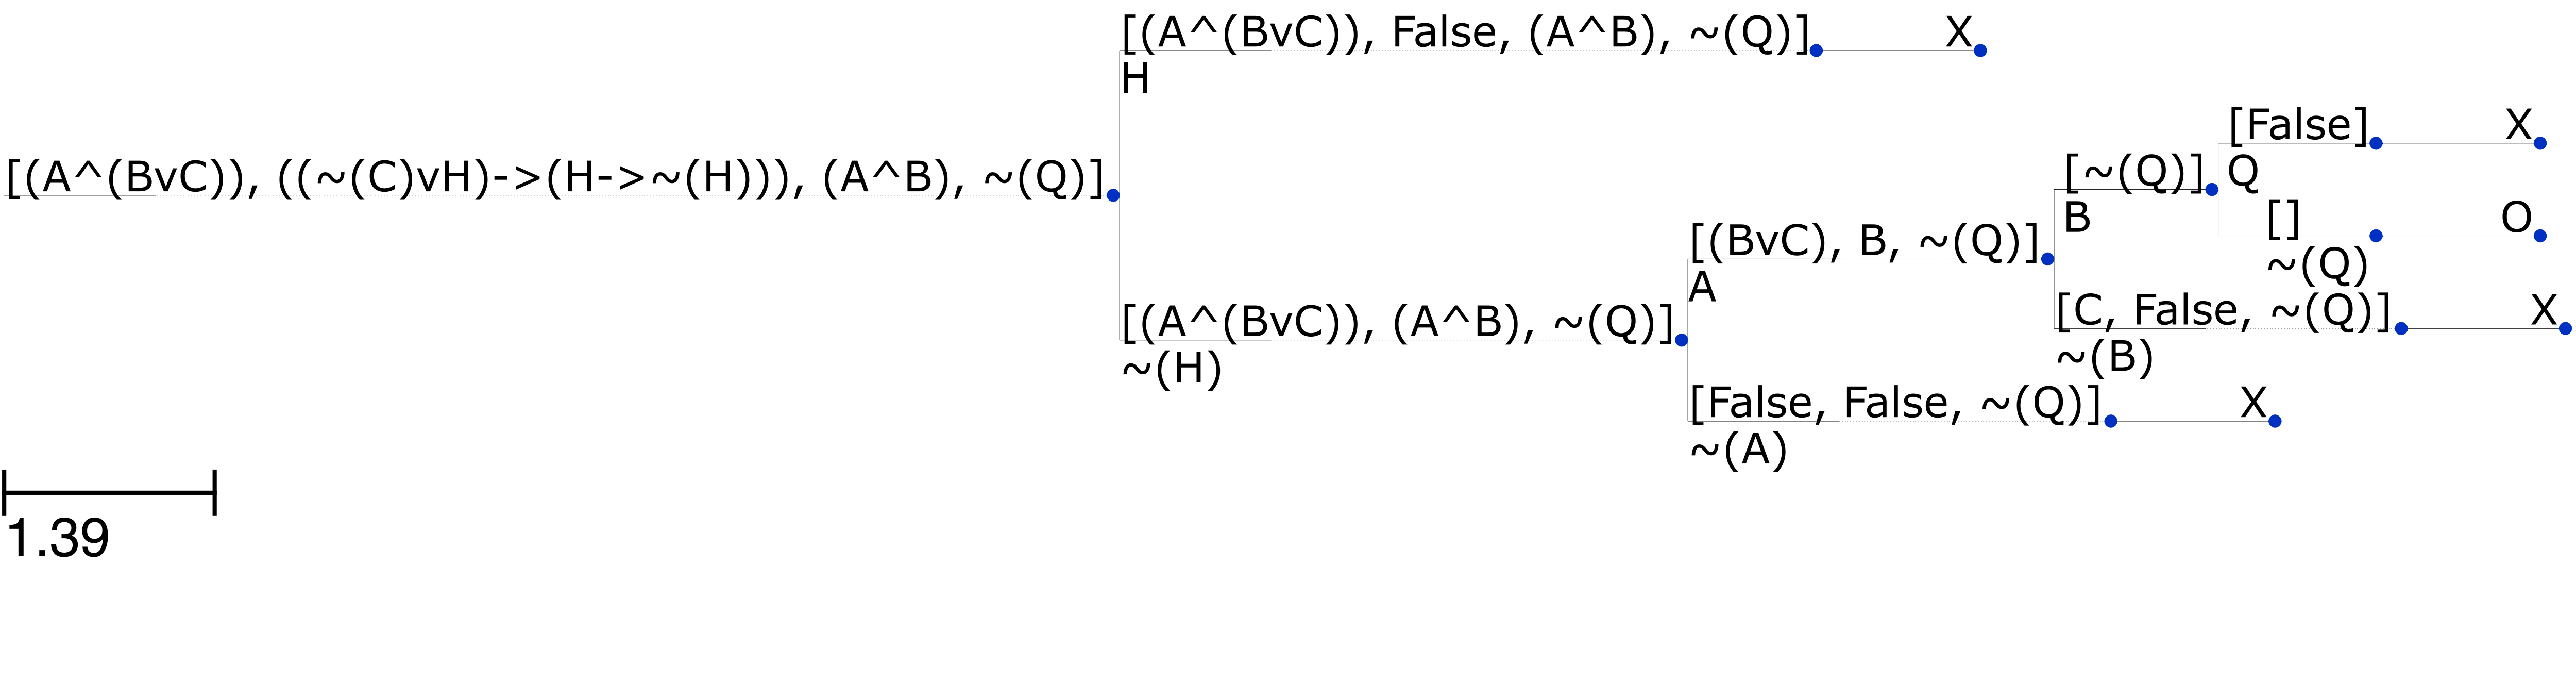 [(A^(BvC)), False, (A^B), ~(Q)] X
H
[False] X
[(A^(BvC)), ((~(C)vH)->(H->~(H))), (A^B), ~(Q)]
[~(Q)] Q
B [] O
[(BvC), B, ~(Q)]
~(Q)
A
[(A^(BvC)), (A^B), ~(Q)]
[C, False, ~(Q)] X
~(H)
~(B)
[False, False, ~(Q)] X
~(A)
1.39